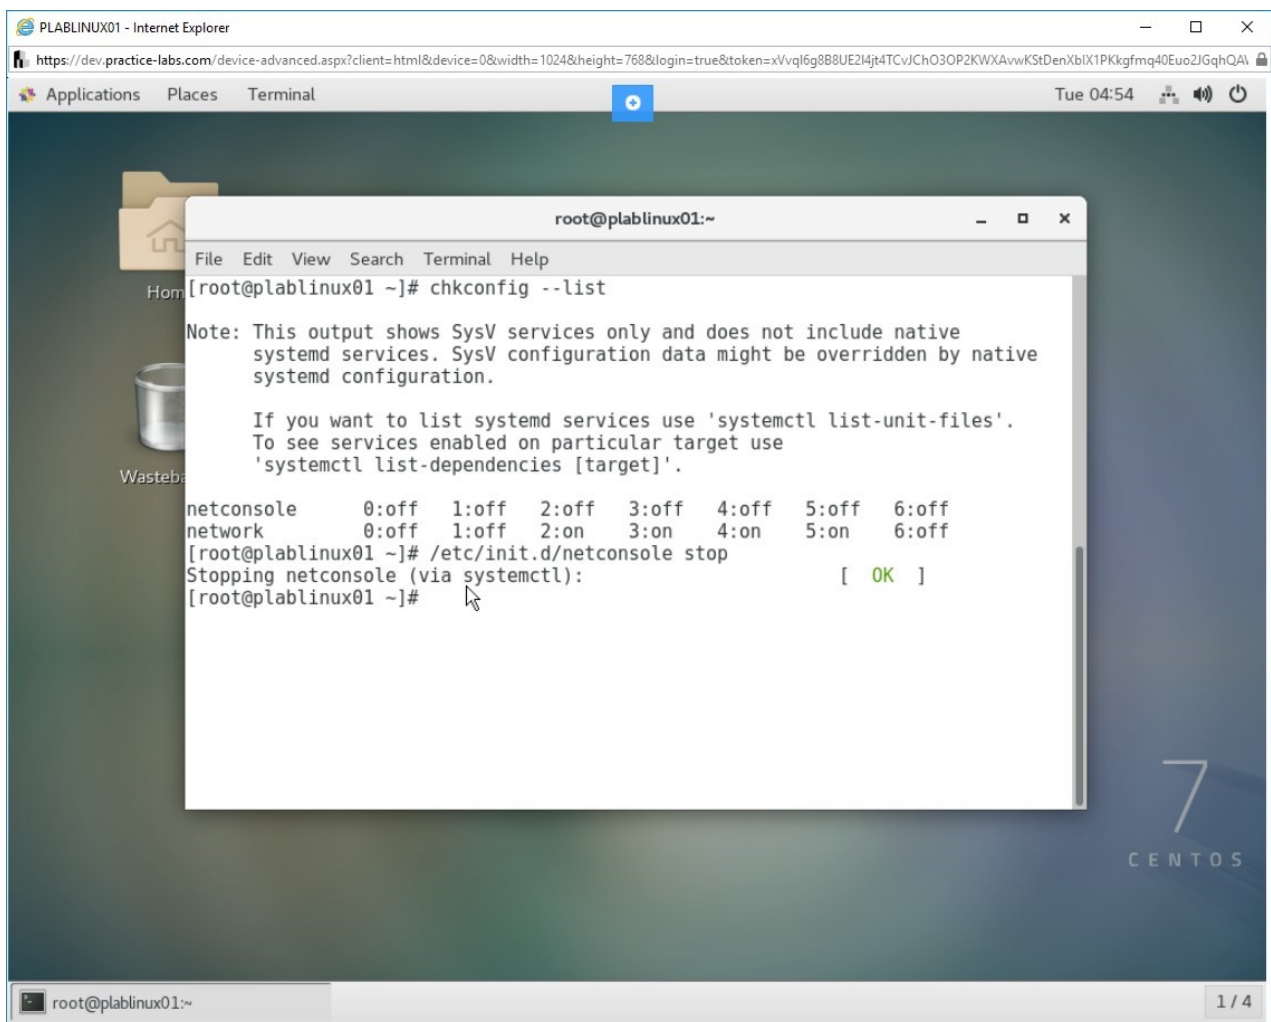 PLABLINUX01 - Internet Explorer
https://dev.practice-labs.com/device-advanced.aspx?client=html&device=0&width=1024&height=768&login=true&token=
Applications Places Terminal Tue 04:54
root@plablinux01:~
File Edit View Search Terminal Help
Hom
[root@plablinux01 ~]# chkconfig --list
Note: This output shows SysV services only and does not include native
systemd services. SysV configuration data might be overridden by native
systemd configuration.
If you want to list systemd services use 'systemctl list-unit-files'.
To see services enabled on particular target use
'systemctl list-dependencies [target]'.
Wasteba
netconsole 0:off 1:off 2:off 3:off 4:off 5:off 6:off
network 0:off 1:off 2:on 3:on 4:on 5:on 6:off
[root@plablinux01 ~]# /etc/init.d/netconsole stop
Stopping netconsole (via systemctl): [ OK ]
[root@plablinux01 ~]#
7
CENTOS
root@plablinux01:~
1 / 4